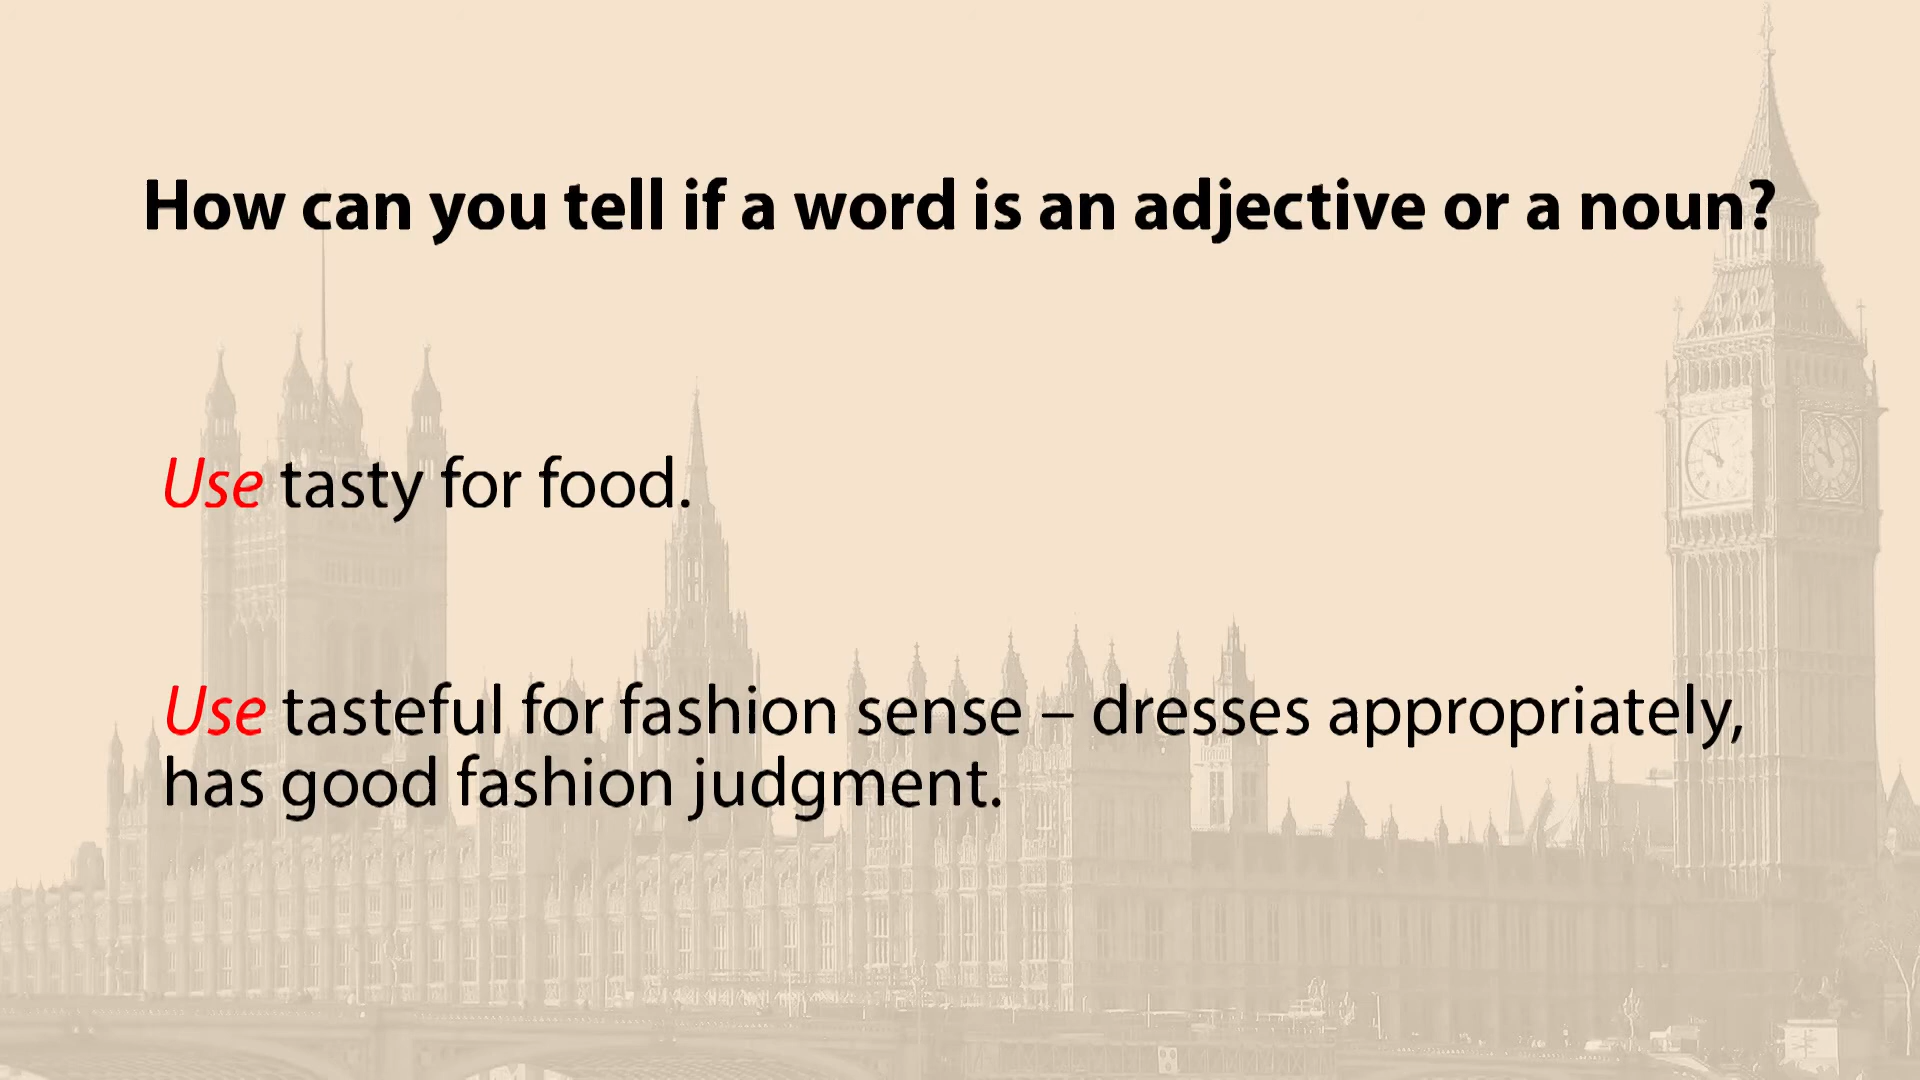 How can you tell if a word is an adjective or a noun?
Use tasty for food.
Use tasteful for fashion sense – dresses appropriately,
has good fashion judgment.